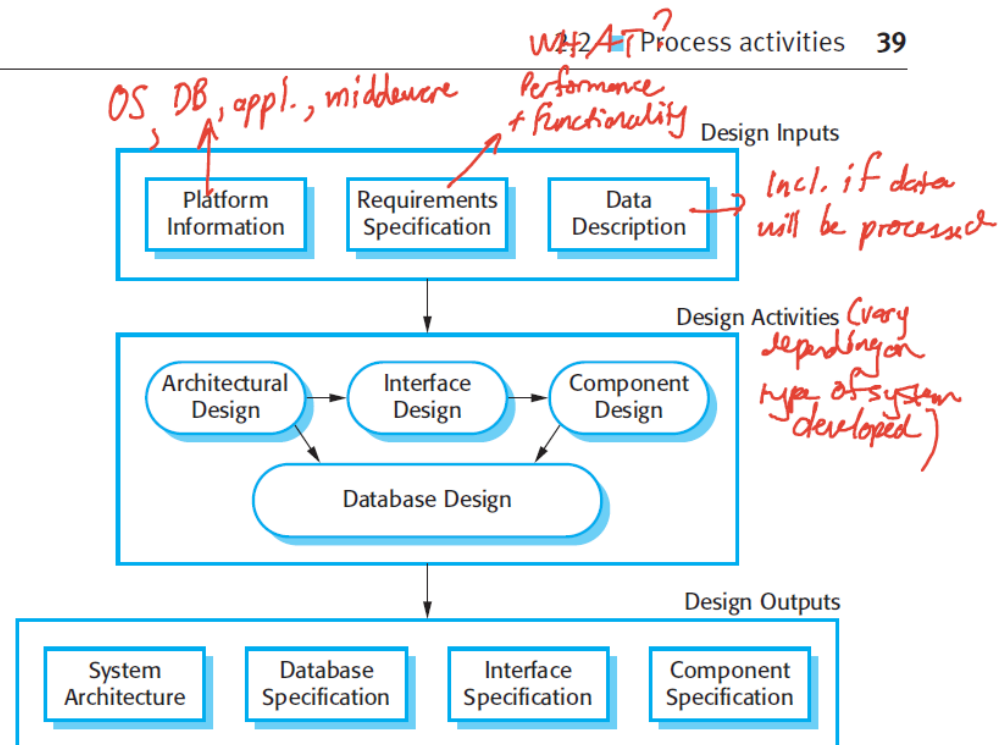 WHAT?
2.2 Process activities 39
OS, DB, appl., middleware
Performance
+ functionality
Design Inputs
Platform
Information
Requirements
Specification
Data
Description
Incl. if data
will be processed
Design Activities (vary
depending on
type of system
developed)
Architectural
Design
Interface
Design
Component
Design
Database Design
Design Outputs
System
Architecture
Database
Specification
Interface
Specification
Component
Specification